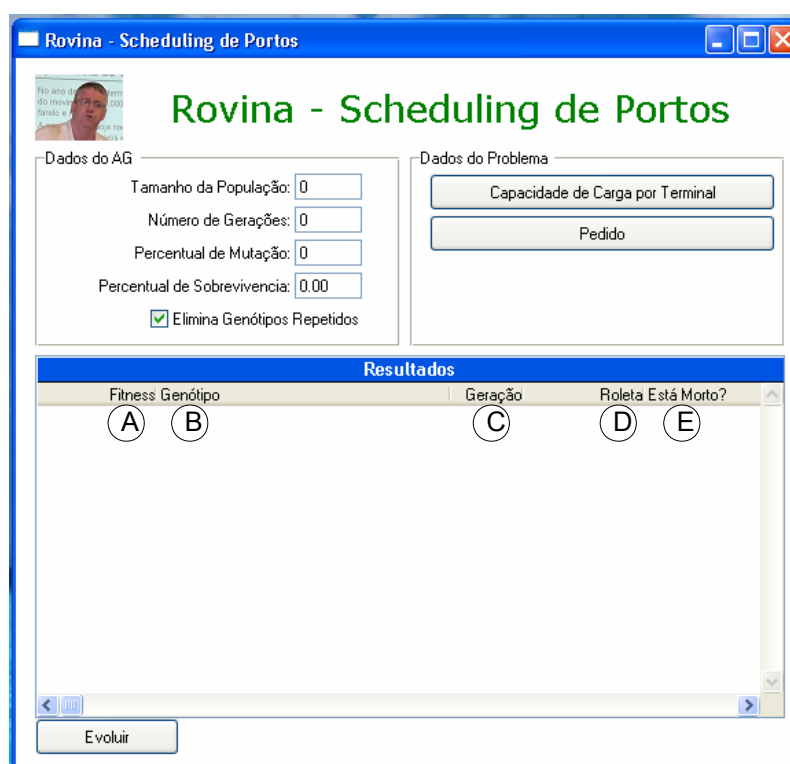 Rovina - Scheduling de Portos
Rovina - Scheduling de Portos
Dados do AG
Tamanho da População: 0
Número de Gerações: 0
Percentual de Mutação: 0
Percentual de Sobrevivencia: 0.00
Elimina Genótipos Repetidos
Dados do Problema
Capacidade de Carga por Terminal
Pedido
Resultados
Fitness Genótipo Geração Roleta Está Morto?
A B C D E
Evoluir